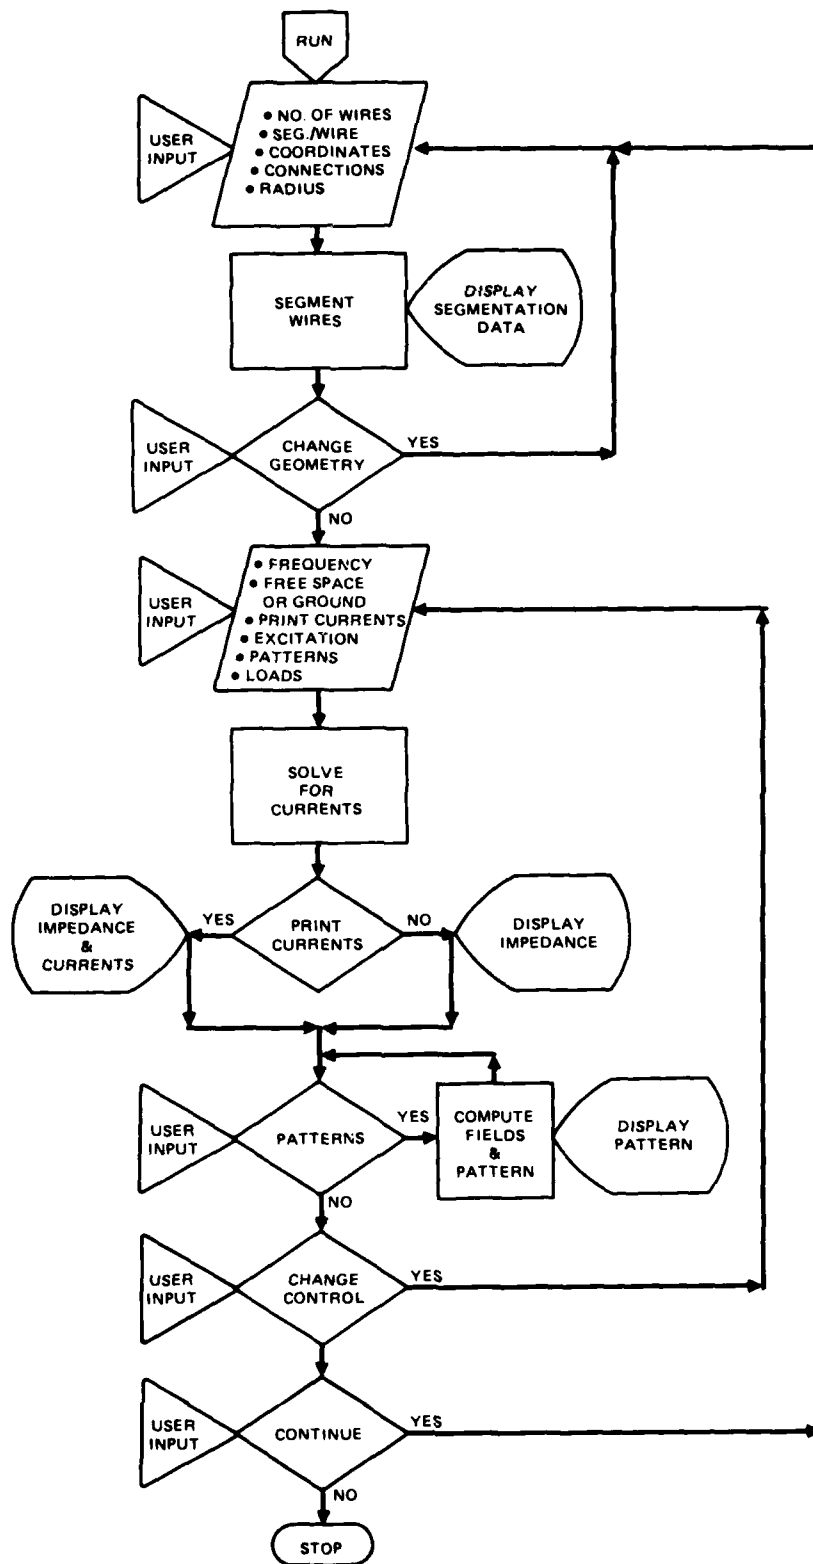 RUN
USER
INPUT
• NO. OF WIRES
• SEG./WIRE
• COORDINATES
• CONNECTIONS
• RADIUS
SEGMENT
WIRES
DISPLAY
SEGMENTATION
DATA
USER
INPUT
CHANGE
GEOMETRY
YES
NO
USER
INPUT
• FREQUENCY
• FREE SPACE
OR GROUND
• PRINT CURRENTS
• EXCITATION
• PATTERNS
• LOADS
SOLVE
FOR
CURRENTS
DISPLAY
IMPEDANCE
&
CURRENTS
YES
PRINT
CURRENTS
NO
DISPLAY
IMPEDANCE
USER
INPUT
PATTERNS
YES
COMPUTE
FIELDS
&
PATTERN
DISPLAY
PATTERN
NO
USER
INPUT
CHANGE
CONTROL
YES
USER
INPUT
CONTINUE
YES
NO
STOP